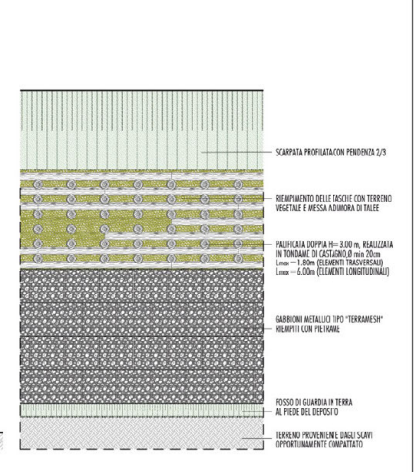 SCARPATA PROFILATA CON PENDENZA 2/3
RIEMPIMENTO DELLE TASCHE CON TERRENO
VEGETALE E MESSA A DIMORA DI TALEE
PALIFICATA DOPPIA H= 3.00 m, REALIZZATA
IN TONDAME DI CASTAGNO,Ø min 20cm
Lmax = 1.80m (ELEMENTI TRASVERSALI)
Lmax = 6.00m (ELEMENTI LONGITUDINALI)
GABBIONI METALLICI TIPO "TERRAMESH"
RIEMPITI CON PIETRAME
FOSSO DI GUARDIA IN TERRA
AL PIEDE DEL DEPOSITO
TERRENO PROVENIENTE DAGLI SCAVI
OPPORTUNAMENTE COMPATTATO